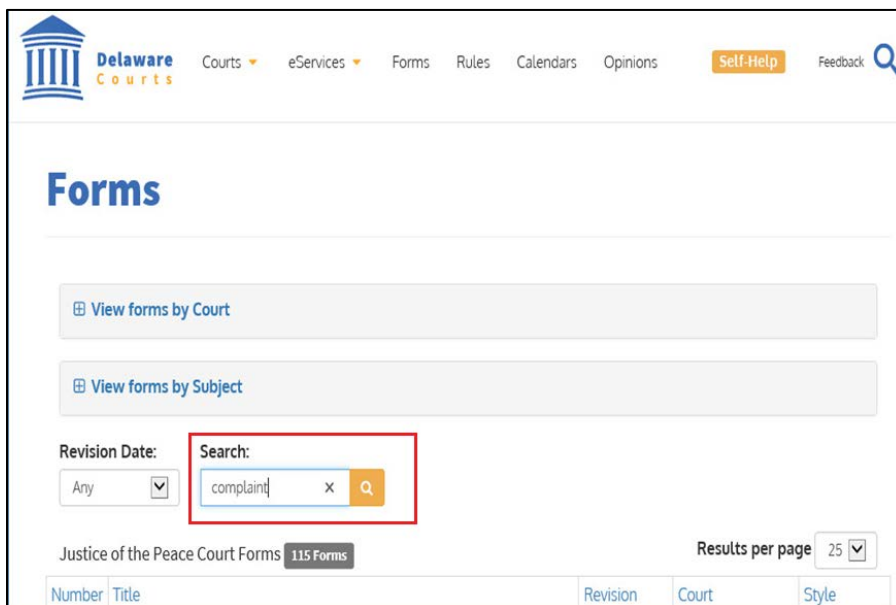 Delaware
Courts
Courts eServices Forms Rules Calendars Opinions Self-Help Feedback
Forms
View forms by Court
View forms by Subject
Revision Date: Search:
Any complaint
Justice of the Peace Court Forms 115 Forms Results per page 25
Number Title Revision Court Style